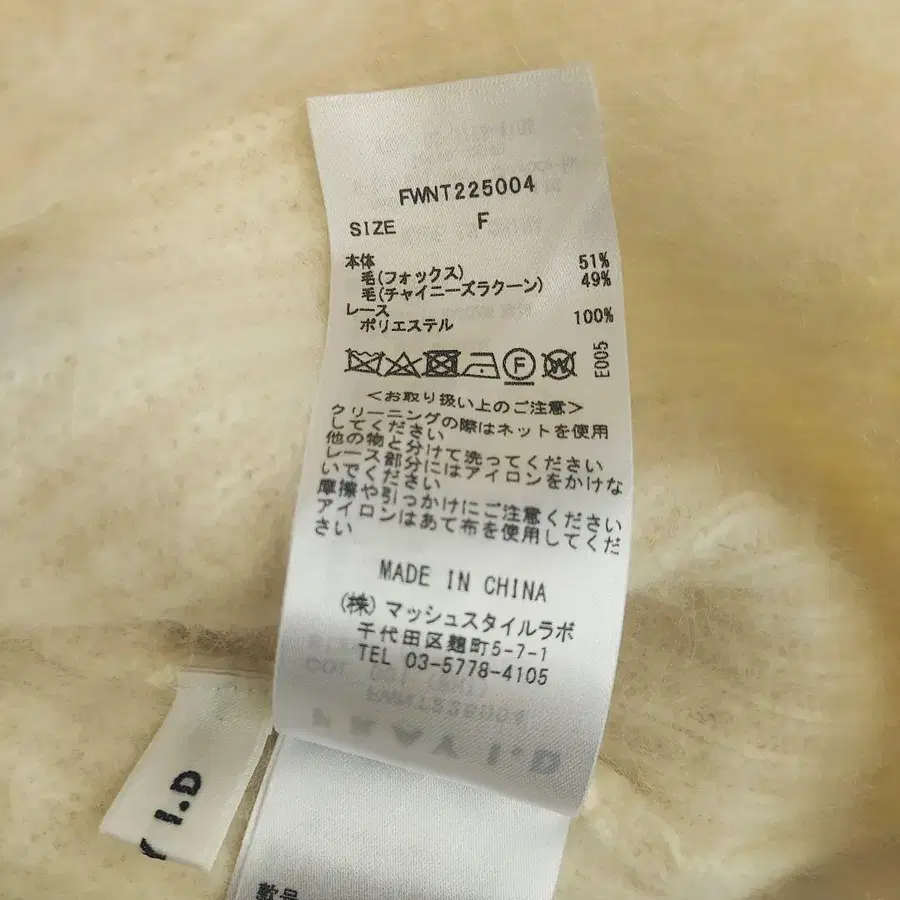 FWNT225004
SIZE F
本体
毛(フォックス) 51%
毛(チャイニーズラクーン) 49%
レース
ポリエステル 100%
F W E005
<お取り扱い上のご注意>
クリーニングの際はネットを使用
してください
他の物と分けて洗ってください
レース部分にはアイロンをかけな
いでください
摩擦や引っかけにご注意ください
アイロンはあて布を使用してくだ
さい
MADE IN CHINA
(株)マッシュスタイルラボ
千代田区麹町5-7-1
TEL 03-5778-4105
Y I.D
款号